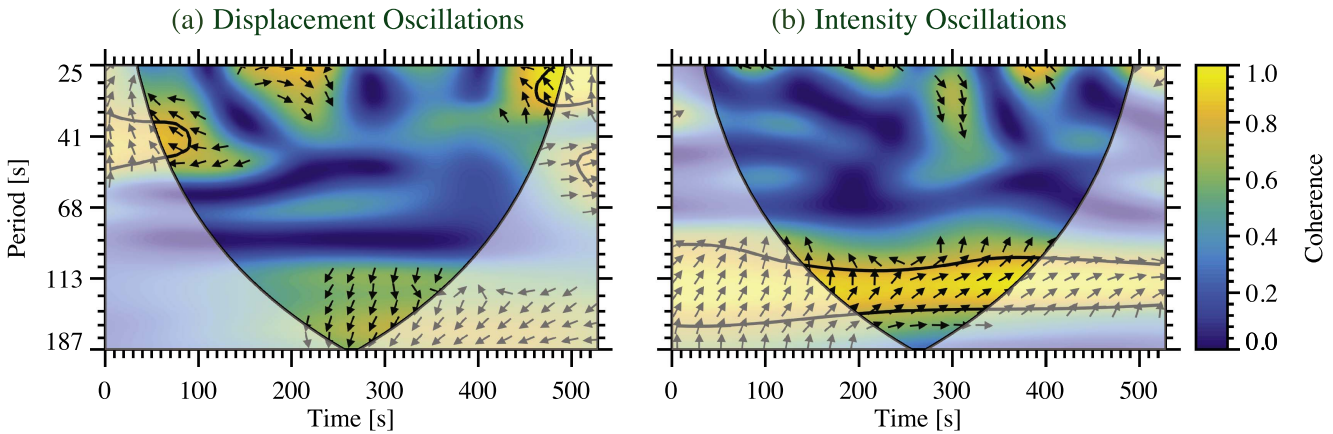 (a) Displacement Oscillations
(b) Intensity Oscillations
25
41
68
113
187
Period [s]
0 100 200 300 400 500
Time [s]
0 100 200 300 400 500
Time [s]
1.0
0.8
0.6
0.4
0.2
0.0
Coherence